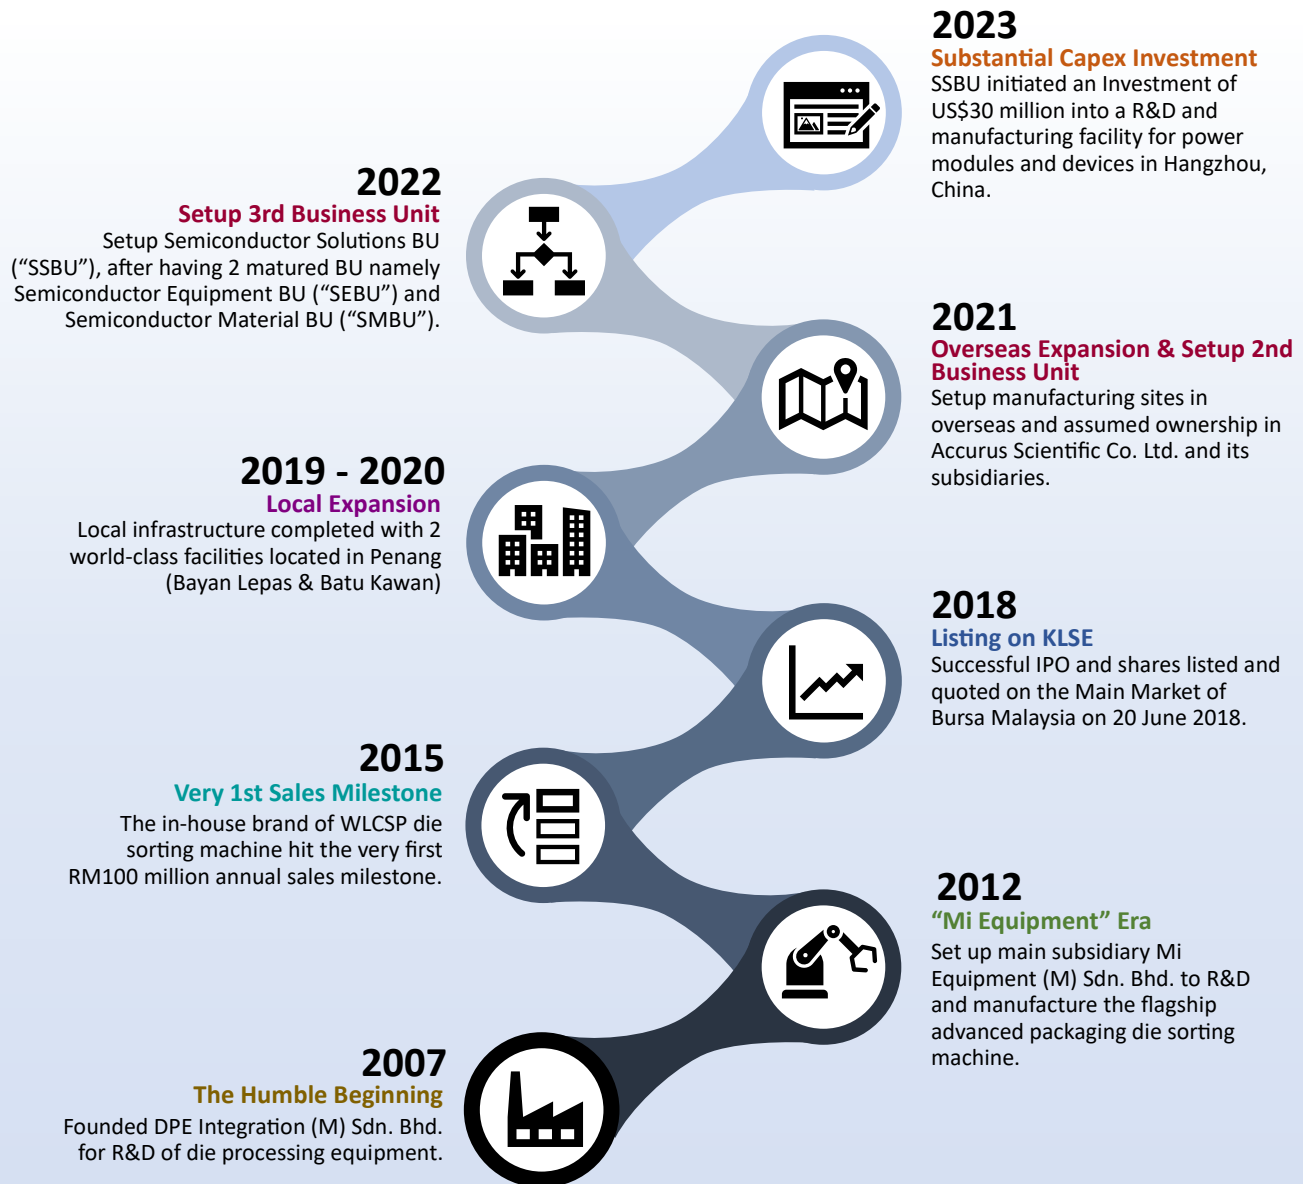 2023
Substantial Capex Investment
SSBU initiated an Investment of
US$30 million into a R&D and
manufacturing facility for power
modules and devices in Hangzhou,
China.
2022
Setup 3rd Business Unit
Setup Semiconductor Solutions BU
(“SSBU”), after having 2 matured BU namely
Semiconductor Equipment BU (“SEBU”) and
Semiconductor Material BU (“SMBU”).
2021
Overseas Expansion & Setup 2nd
Business Unit
Setup manufacturing sites in
overseas and assumed ownership in
Accurus Scientific Co. Ltd. and its
subsidiaries.
2019 - 2020
Local Expansion
Local infrastructure completed with 2
world-class facilities located in Penang
(Bayan Lepas & Batu Kawan)
2018
Listing on KLSE
Successful IPO and shares listed and
quoted on the Main Market of
Bursa Malaysia on 20 June 2018.
2015
Very 1st Sales Milestone
The in-house brand of WLCSP die
sorting machine hit the very first
RM100 million annual sales milestone.
2012
“Mi Equipment” Era
Set up main subsidiary Mi
Equipment (M) Sdn. Bhd. to R&D
and manufacture the flagship
advanced packaging die sorting
machine.
2007
The Humble Beginning
Founded DPE Integration (M) Sdn. Bhd.
for R&D of die processing equipment.